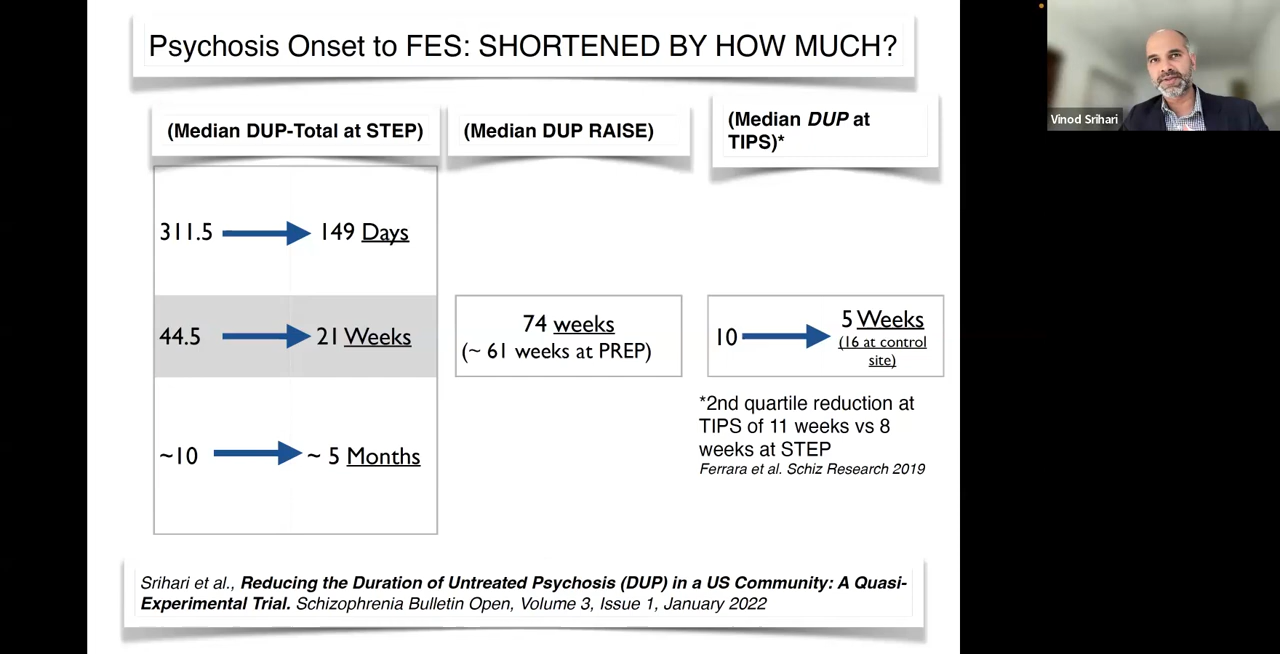 Psychosis Onset to FES: SHORTENED BY HOW MUCH?
Vinod Srihari
(Median DUP-Total at STEP)
(Median DUP RAISE)
(Median DUP at
TIPS)*
311.5 149 Days
44.5 21 Weeks
74 weeks
(~ 61 weeks at PREP)
10 5 Weeks
(16 at control
site)
*2nd quartile reduction at
TIPS of 11 weeks vs 8
weeks at STEP
Ferrara et al. Schiz Research 2019
~10 ~ 5 Months
Srihari et al., Reducing the Duration of Untreated Psychosis (DUP) in a US Community: A Quasi-
Experimental Trial. Schizophrenia Bulletin Open, Volume 3, Issue 1, January 2022